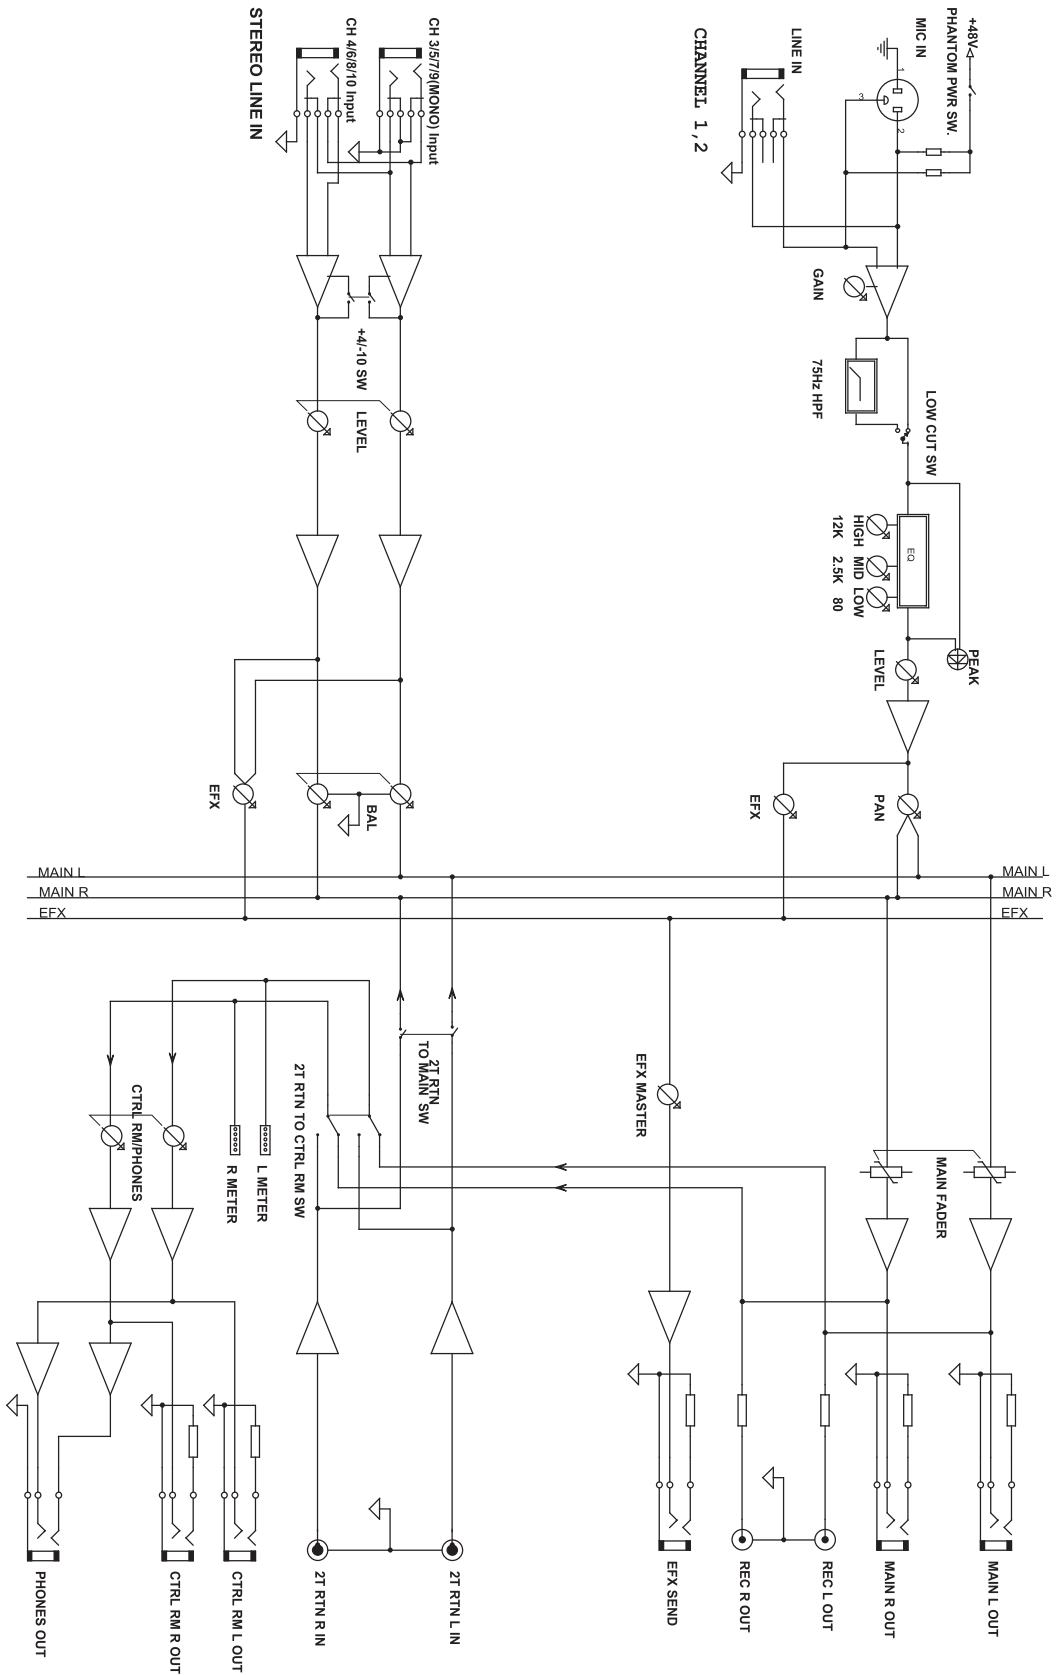 +48V
PHANTOM PWR SW.
MIC IN
1
2
3
LINE IN
CHANNEL 1,2
GAIN
75Hz HPF
LOW CUT SW
EQ
HIGH MID LOW
12K 2.5K 80
PEAK
LEVEL
PAN
EFX
CH 3/5/7/9(MONO) Input
CH 4/6/8/10 Input
STEREO LINE IN
+4/-10 SW
LEVEL
BAL
EFX
MAIN L
MAIN R
EFX
MAIN L
MAIN R
EFX
2T RTN
TO MAIN SW
2T RTN TO CTRL RM SW
EFX MASTER
MAIN FADER
L METER
R METER
CTRL RM/PHONES
MAIN L OUT
MAIN R OUT
REC L OUT
REC R OUT
EFX SEND
2T RTN L IN
2T RTN R IN
CTRL RM L OUT
CTRL RM R OUT
PHONES OUT